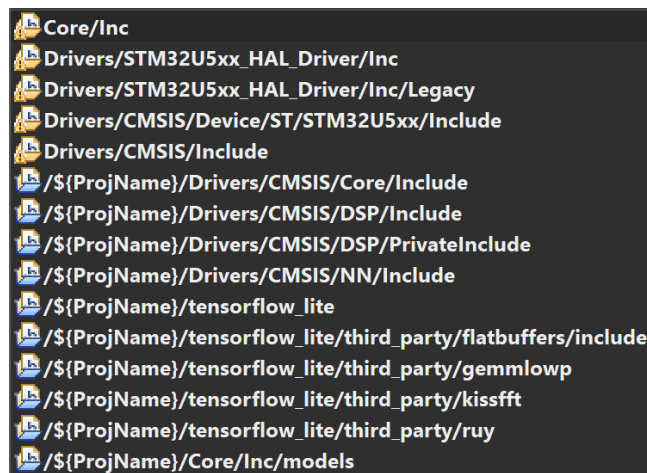 Core/Inc
Drivers/STM32U5xx_HAL_Driver/Inc
Drivers/STM32U5xx_HAL_Driver/Inc/Legacy
Drivers/CMSIS/Device/ST/STM32U5xx/Include
Drivers/CMSIS/Include
/${ProjName}/Drivers/CMSIS/Core/Include
/${ProjName}/Drivers/CMSIS/DSP/Include
/${ProjName}/Drivers/CMSIS/DSP/PrivateInclude
/${ProjName}/Drivers/CMSIS/NN/Include
/${ProjName}/tensorflow_lite
/${ProjName}/tensorflow_lite/third_party/flatbuffers/include
/${ProjName}/tensorflow_lite/third_party/gemmlowp
/${ProjName}/tensorflow_lite/third_party/kissfft
/${ProjName}/tensorflow_lite/third_party/ruy
/${ProjName}/Core/Inc/models